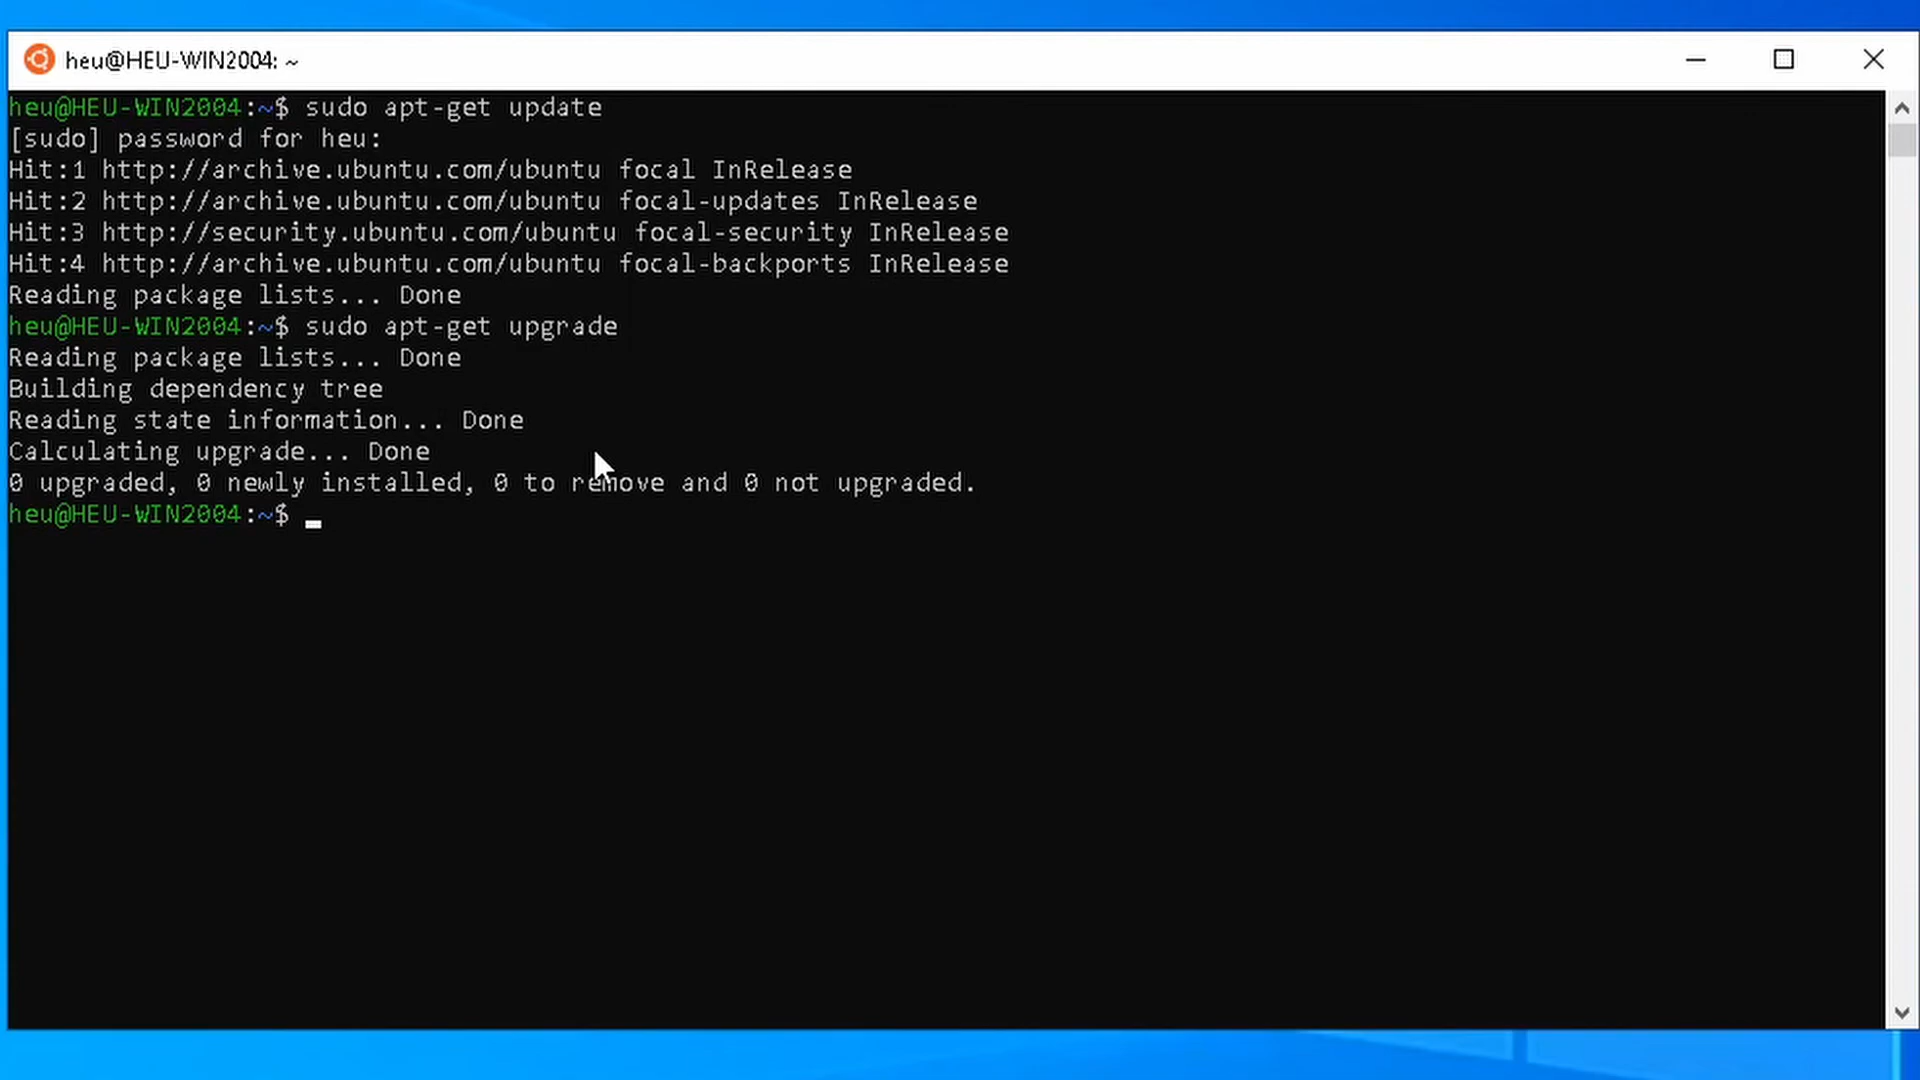 heu@HEU-WIN2004: ~
heu@HEU-WIN2004:~$ sudo apt-get update
[sudo] password for heu:
Hit:1 http://archive.ubuntu.com/ubuntu focal InRelease
Hit:2 http://archive.ubuntu.com/ubuntu focal-updates InRelease
Hit:3 http://security.ubuntu.com/ubuntu focal-security InRelease
Hit:4 http://archive.ubuntu.com/ubuntu focal-backports InRelease
Reading package lists... Done
heu@HEU-WIN2004:~$ sudo apt-get upgrade
Reading package lists... Done
Building dependency tree
Reading state information... Done
Calculating upgrade... Done
0 upgraded, 0 newly installed, 0 to remove and 0 not upgraded.
heu@HEU-WIN2004:~$